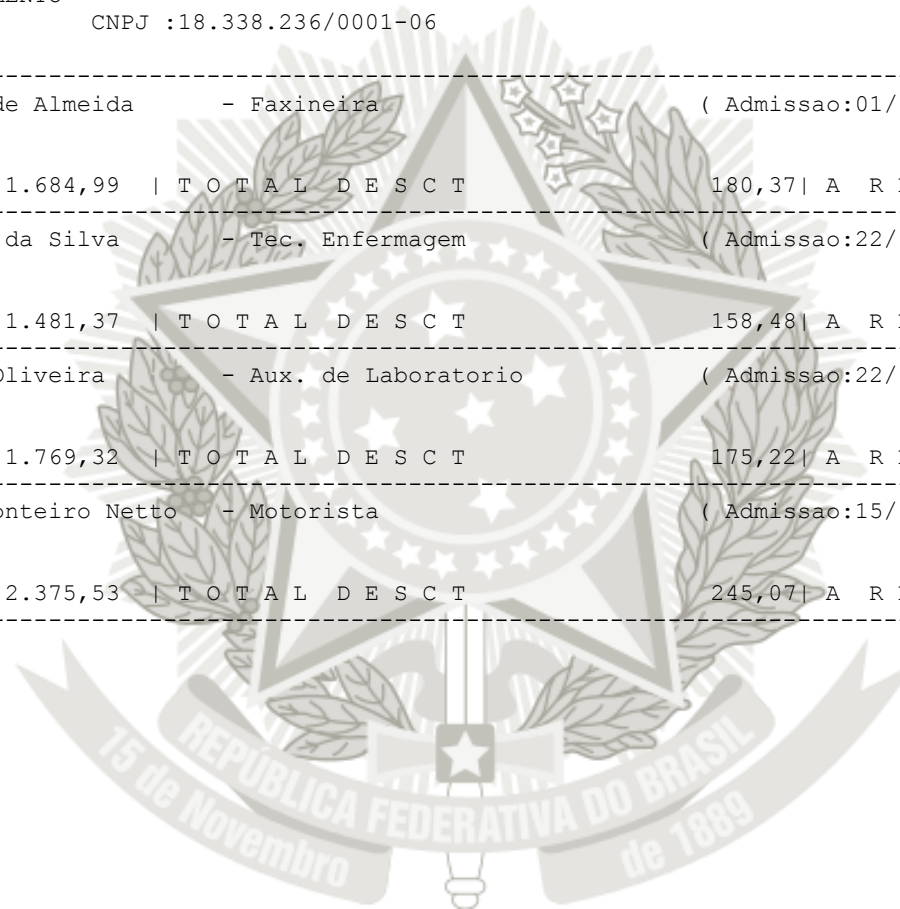 CNPJ :18.338.236/0001-06
de Almeida - Faxineira ( Admissao:01/
1.684,99 | T O T A L D E S C T 180,37| A R
da Silva - Tec. Enfermagem ( Admissao:22/
1.481,37 | T O T A L D E S C T 158,48| A R
Oliveira - Aux. de Laboratorio ( Admissao:22/
1.769,32 | T O T A L D E S C T 175,22| A R
onteiro Netto - Motorista ( Admissao:15/
2.375,53 | T O T A L D E S C T 245,07| A R
REPÚBLICA FEDERATIVA DO BRASIL
15 de Novembro de 1889